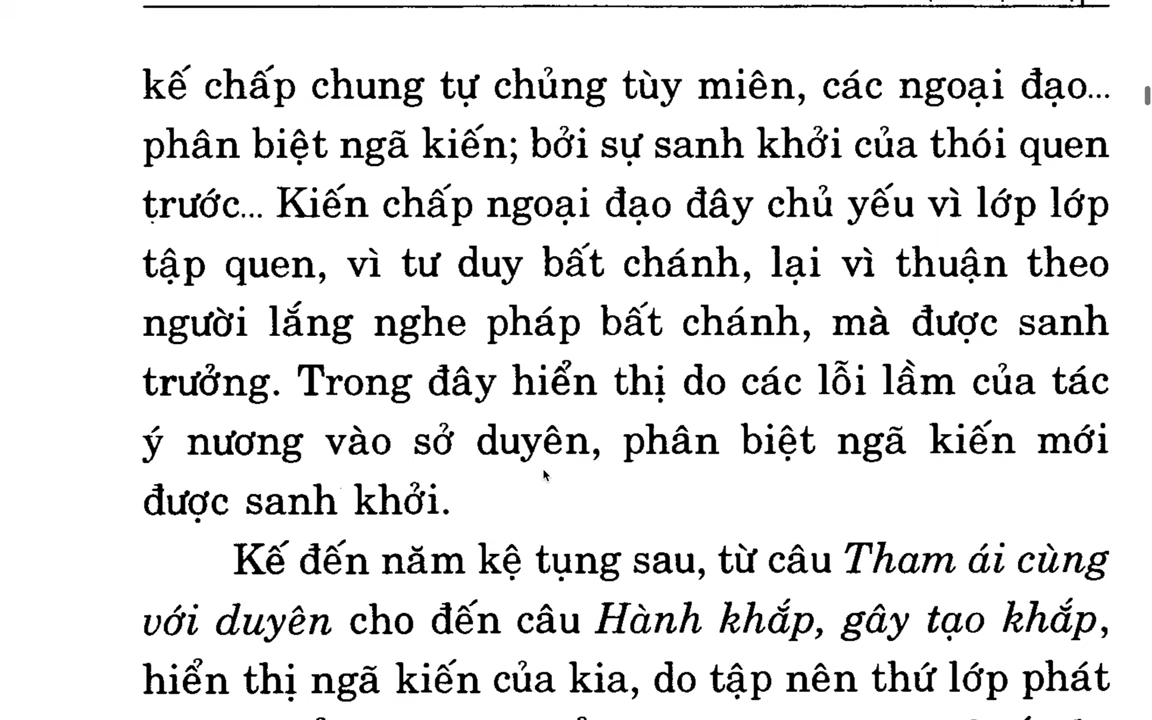 kế chấp chung tự chủng tùy miên, các ngoại đạo...
phân biệt ngã kiến; bởi sự sanh khởi của thói quen
trước... Kiến chấp ngoại đạo đây chủ yếu vì lớp lớp
tập quen, vì tư duy bất chánh, lại vì thuận theo
người lắng nghe pháp bất chánh, mà được sanh
trưởng. Trong đây hiển thị do các lỗi lầm của tác
ý nương vào sở duyên, phân biệt ngã kiến mới
được sanh khởi.
Kế đến năm kệ tụng sau, từ câu Tham ái cùng
với duyên cho đến câu Hành khắp, gây tạo khắp,
hiển thị ngã kiến của kia, do tập nên thứ lớp phát